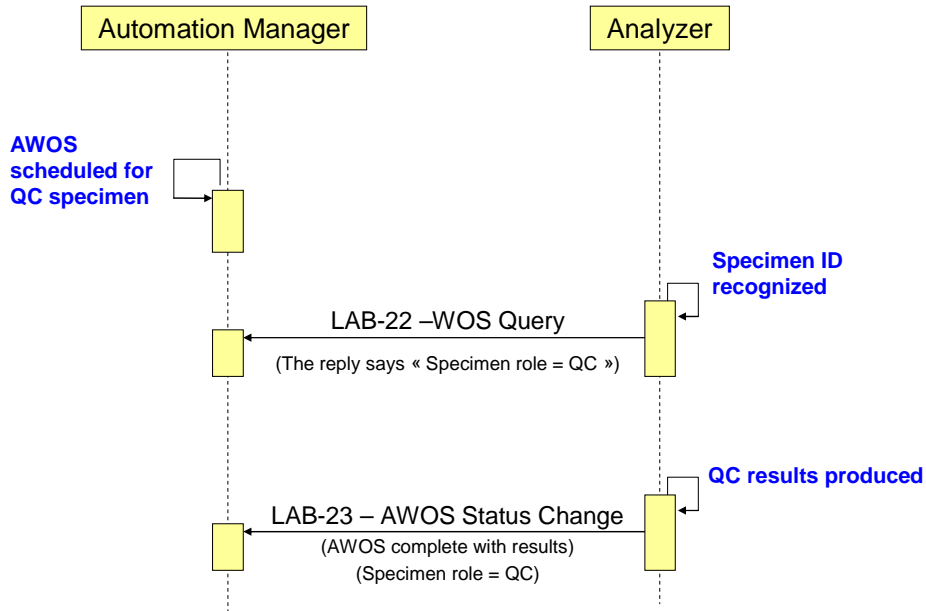 Automation Manager
Analyzer
AWOS
scheduled for
QC specimen
Specimen ID
recognized
LAB-22 –WOS Query
(The reply says « Specimen role = QC »)
QC results produced
LAB-23 – AWOS Status Change
(AWOS complete with results)
(Specimen role = QC)